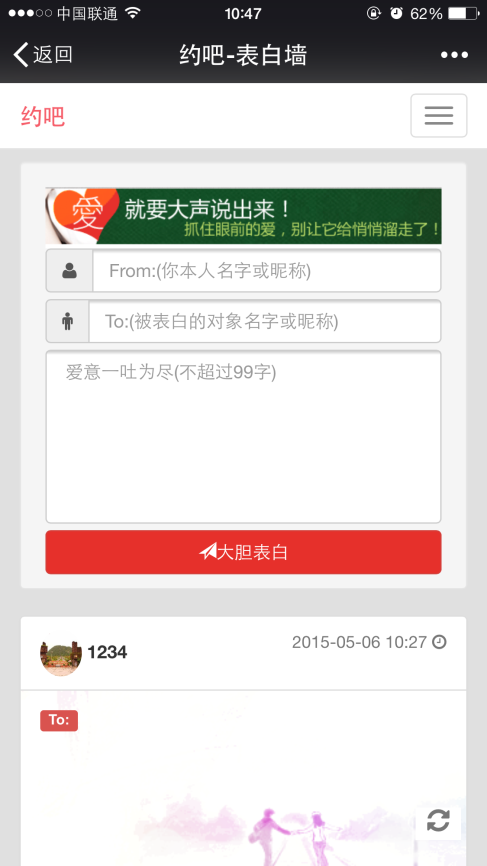 中国联通
10:47
62%
返回
约吧-表白墙
约吧
爱
就要大声说出来！
抓住眼前的爱，别让它给悄悄溜走了！
From:(你本人名字或昵称)
To:(被表白的对象名字或昵称)
爱意一吐为尽(不超过99字)
大胆表白
1234
2015-05-06 10:27
To: